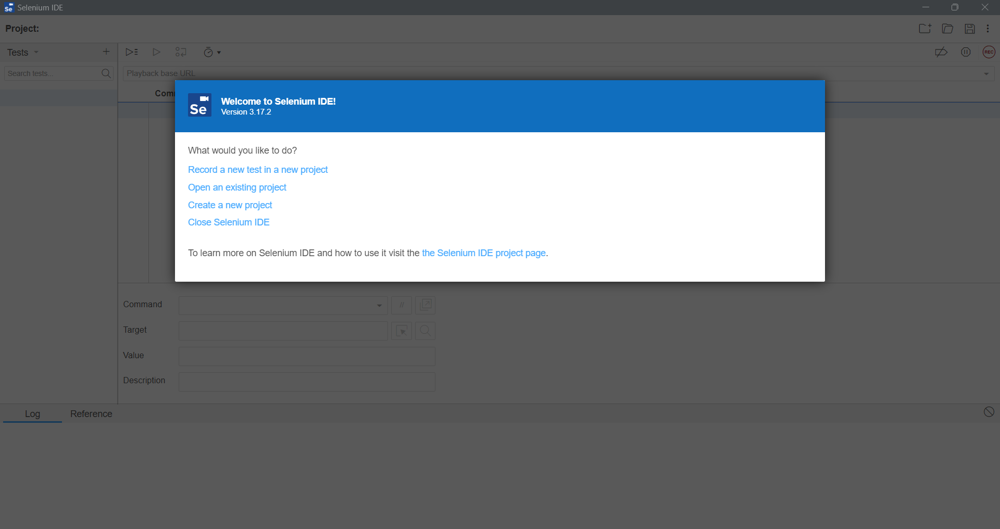 Se Selenium IDE
Project:
Tests
REC
Search tests...
Playback base URL
Comm
Se
Welcome to Selenium IDE!
Version 3.17.2
What would you like to do?
Record a new test in a new project
Open an existing project
Create a new project
Close Selenium IDE
To learn more on Selenium IDE and how to use it visit the the Selenium IDE project page.
Command
//
Target
Value
Description
Log Reference